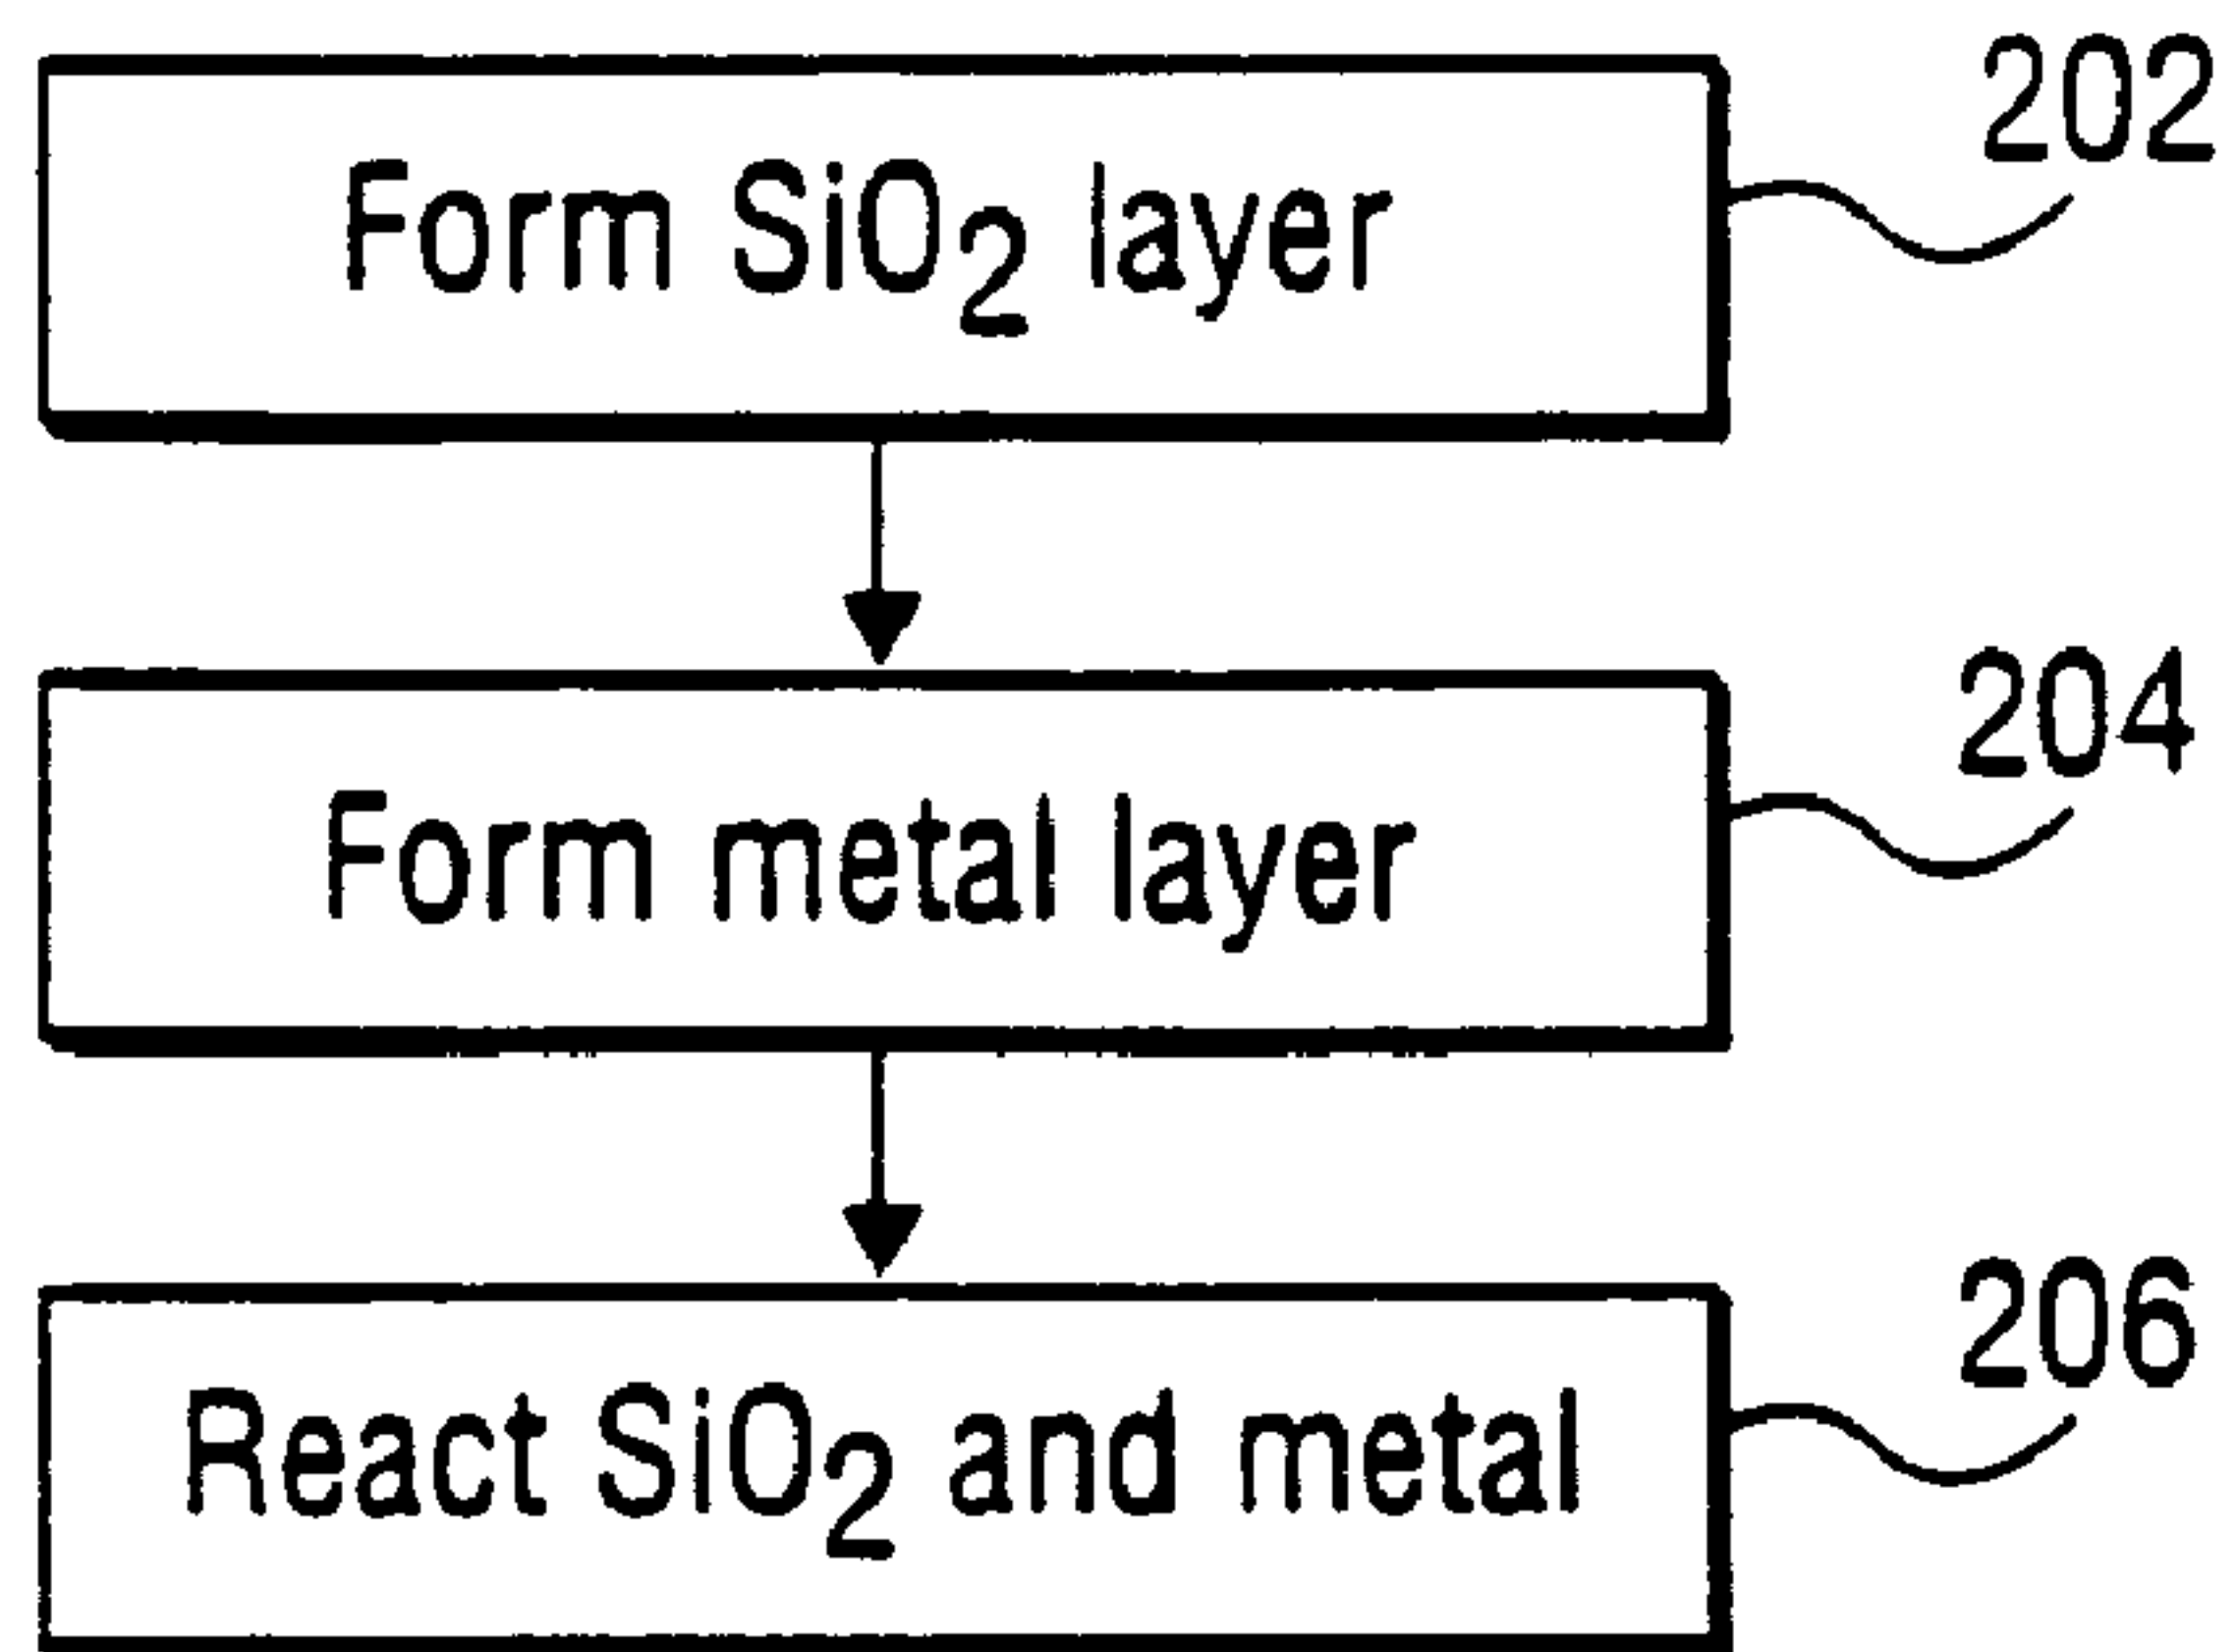 202
Form SiO₂ layer
204
Form metal layer
206
React SiO₂ and metal